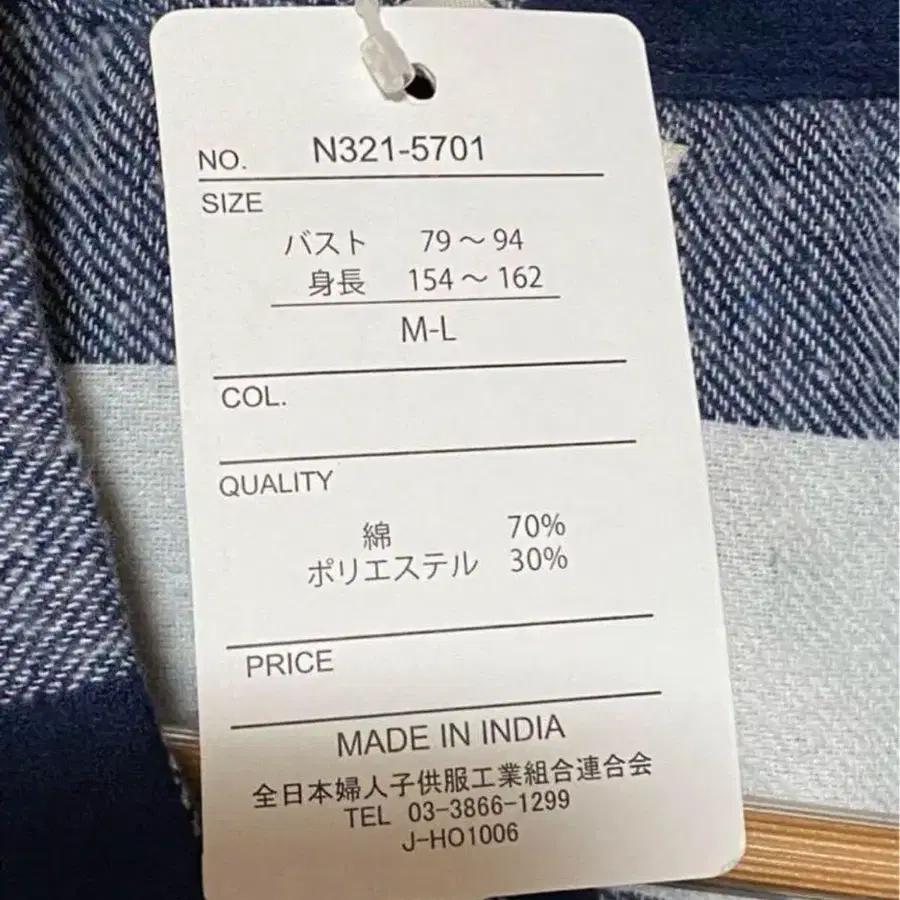 NO. N321-5701
SIZE
バスト 79～94
身長 154～162
M-L
COL.
QUALITY
綿 70%
ポリエステル 30%
PRICE
MADE IN INDIA
全日本婦人子供服工業組合連合会
TEL 03-3866-1299
J-HO1006